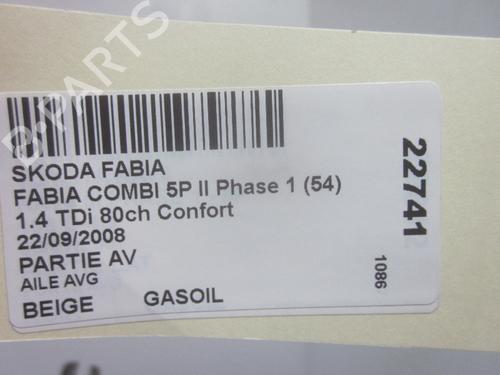 B-PARTS
SKODA FABIA
FABIA COMBI 5P II Phase 1 (54)
1.4 TDi 80ch Confort
22/09/2008
PARTIE AV
AILE AVG
BEIGE GASOIL
22741
1086